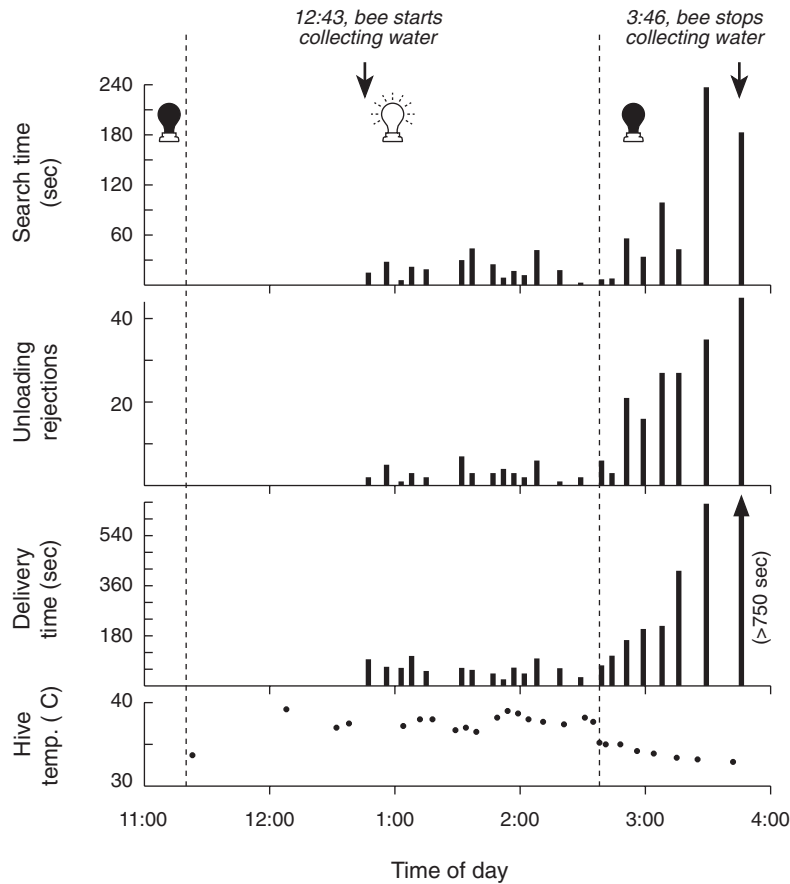 12:43, bee starts
collecting water
3:46, bee stops
collecting water
Search time
(sec)
240
180
120
60
Unloading
rejections
40
20
Delivery
time (sec)
540
360
180
(>750 sec)
Hive
temp. ( C)
40
30
11:00 12:00 1:00 2:00 3:00 4:00
Time of day